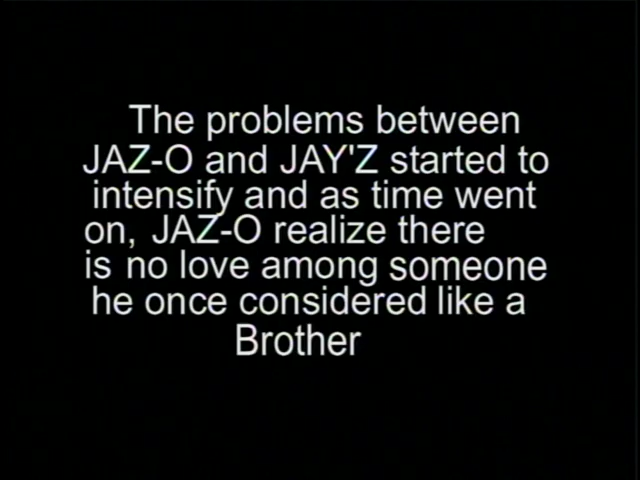 The problems between
JAZ-O and JAY'Z started to
intensify and as time went
on, JAZ-O realize there
is no love among someone
he once considered like a
Brother